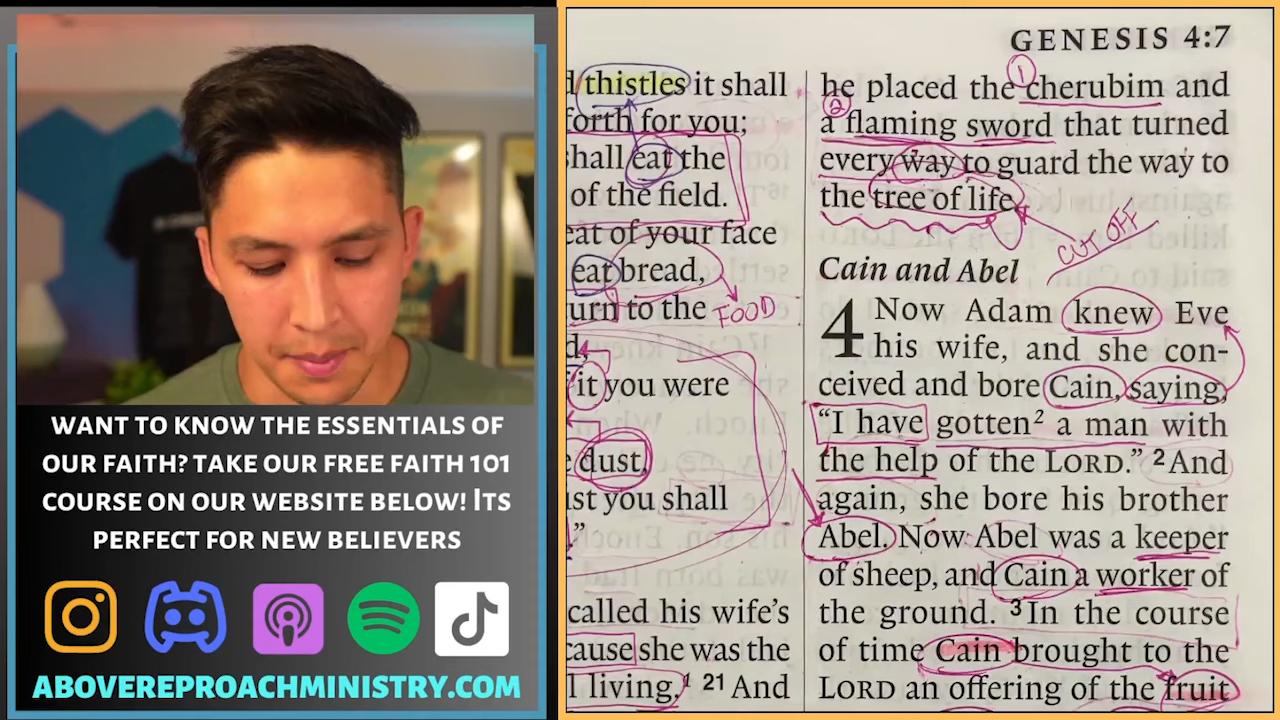 WANT TO KNOW THE ESSENTIALS OF
OUR FAITH? TAKE OUR FREE FAITH 101
COURSE ON OUR WEBSITE BELOW! ITS
PERFECT FOR NEW BELIEVERS
ABOVEREPROACHMINISTRY.COM
GENESIS 4:7
d thistles it shall
forth for you;
shall eat the
of the field.
eat of your face
eat bread,
urn to the
FOOD
it you were
dust,
ust you shall
called his wife's
cause she was the
l living.¹ 21 And
1
he placed the cherubim and
2
a flaming sword that turned
every way to guard the way to
the tree of life.
CUT OFF
Cain and Abel
4 Now Adam knew Eve
his wife, and she con-
ceived and bore Cain, saying,
“I have gotten² a man with
the help of the LORD.” 2 And
again, she bore his brother
Abel. Now Abel was a keeper
of sheep, and Cain a worker of
the ground. 3 In the course
of time Cain brought to the
LORD an offering of the fruit